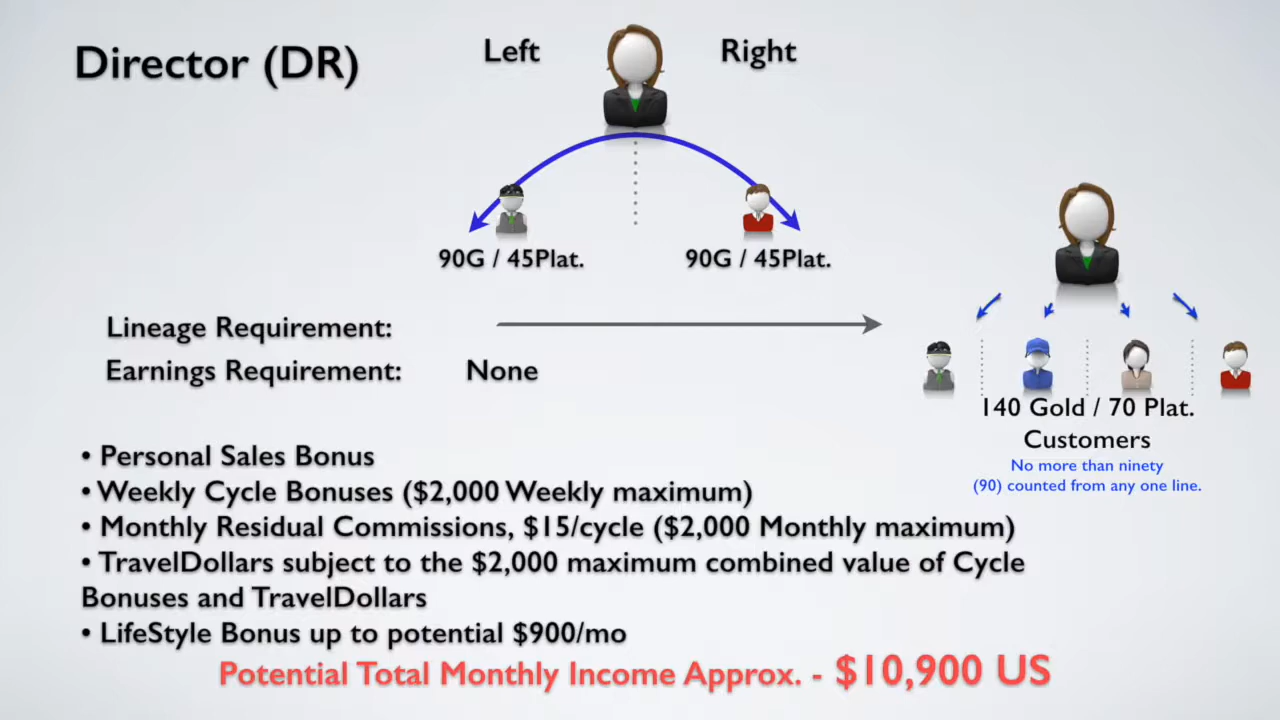 Director (DR)
Left
Right
90G / 45Plat.
90G / 45Plat.
Lineage Requirement:
Earnings Requirement:
None
140 Gold / 70 Plat.
Customers
No more than ninety
(90) counted from any one line.
• Personal Sales Bonus
• Weekly Cycle Bonuses ($2,000 Weekly maximum)
• Monthly Residual Commissions, $15/cycle ($2,000 Monthly maximum)
• TravelDollars subject to the $2,000 maximum combined value of Cycle
Bonuses and TravelDollars
• LifeStyle Bonus up to potential $900/mo
Potential Total Monthly Income Approx. - $10,900 US